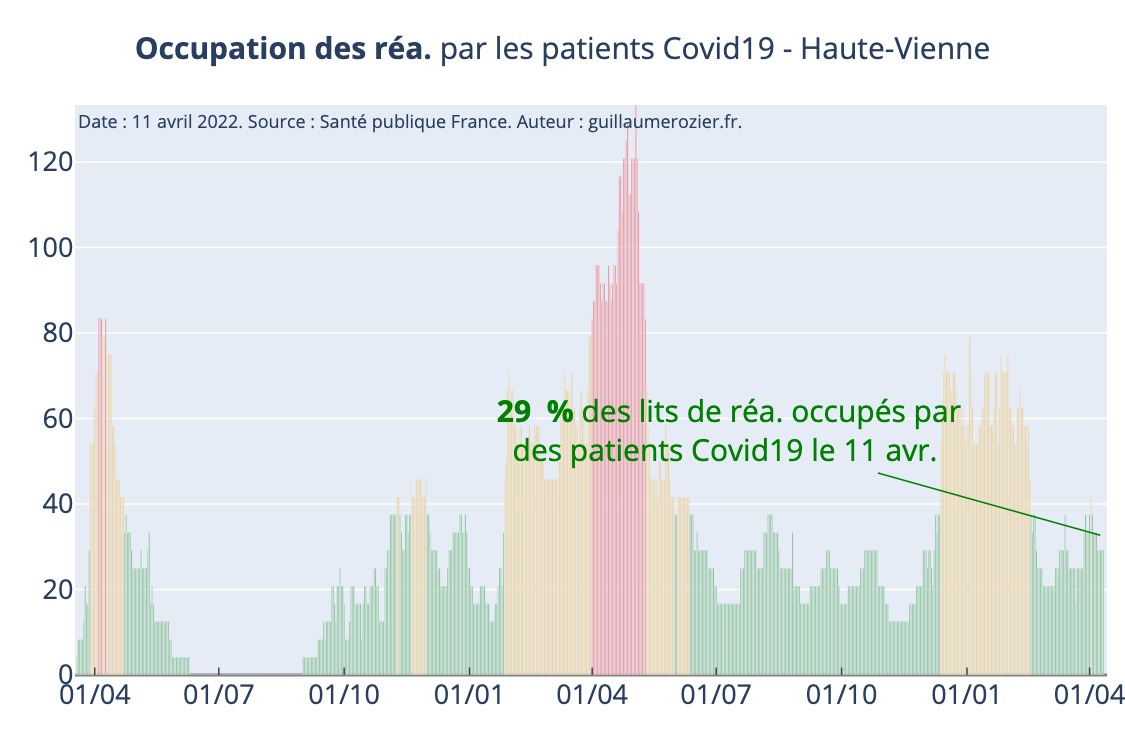 Occupation des réa. par les patients Covid19 - Haute-Vienne
Date : 11 avril 2022. Source : Santé publique France. Auteur : guillaumerozier.fr.
120
100
80
60
40
20
0
29 % des lits de réa. occupés par
des patients Covid19 le 11 avr.
01/04 01/07 01/10 01/01 01/04 01/07 01/10 01/01 01/04